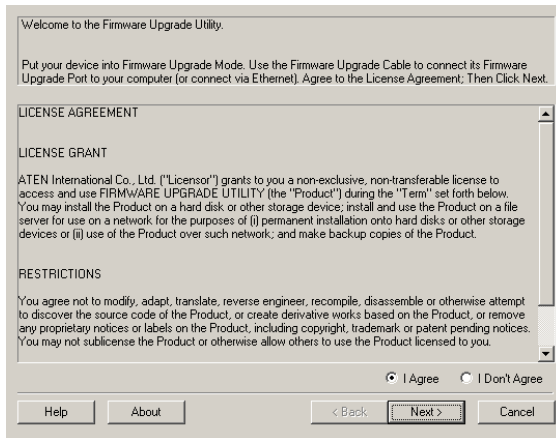 Welcome to the Firmware Upgrade Utility.
Put your device into Firmware Upgrade Mode. Use the Firmware Upgrade Cable to connect its Firmware
Upgrade Port to your computer (or connect via Ethernet). Agree to the License Agreement; Then Click Next.
LICENSE AGREEMENT
LICENSE GRANT
ATEN International Co., Ltd. ("Licensor") grants to you a non-exclusive, non-transferable license to
access and use FIRMWARE UPGRADE UTILITY (the "Product") during the "Term" set forth below.
You may install the Product on a hard disk or other storage device; install and use the Product on a file
server for use on a network for the purposes of (i) permanent installation onto hard disks or other storage
devices or (ii) use of the Product over such network; and make backup copies of the Product.
RESTRICTIONS
You agree not to modify, adapt, translate, reverse engineer, recompile, disassemble or otherwise attempt
to discover the source code of the Product, or create derivative works based on the Product, or remove
any proprietary notices or labels on the Product, including copyright, trademark or patent pending notices.
You may not sublicense the Product or otherwise allow others to use the Product licensed to you.
I Agree I Don't Agree
Help About < Back Next > Cancel